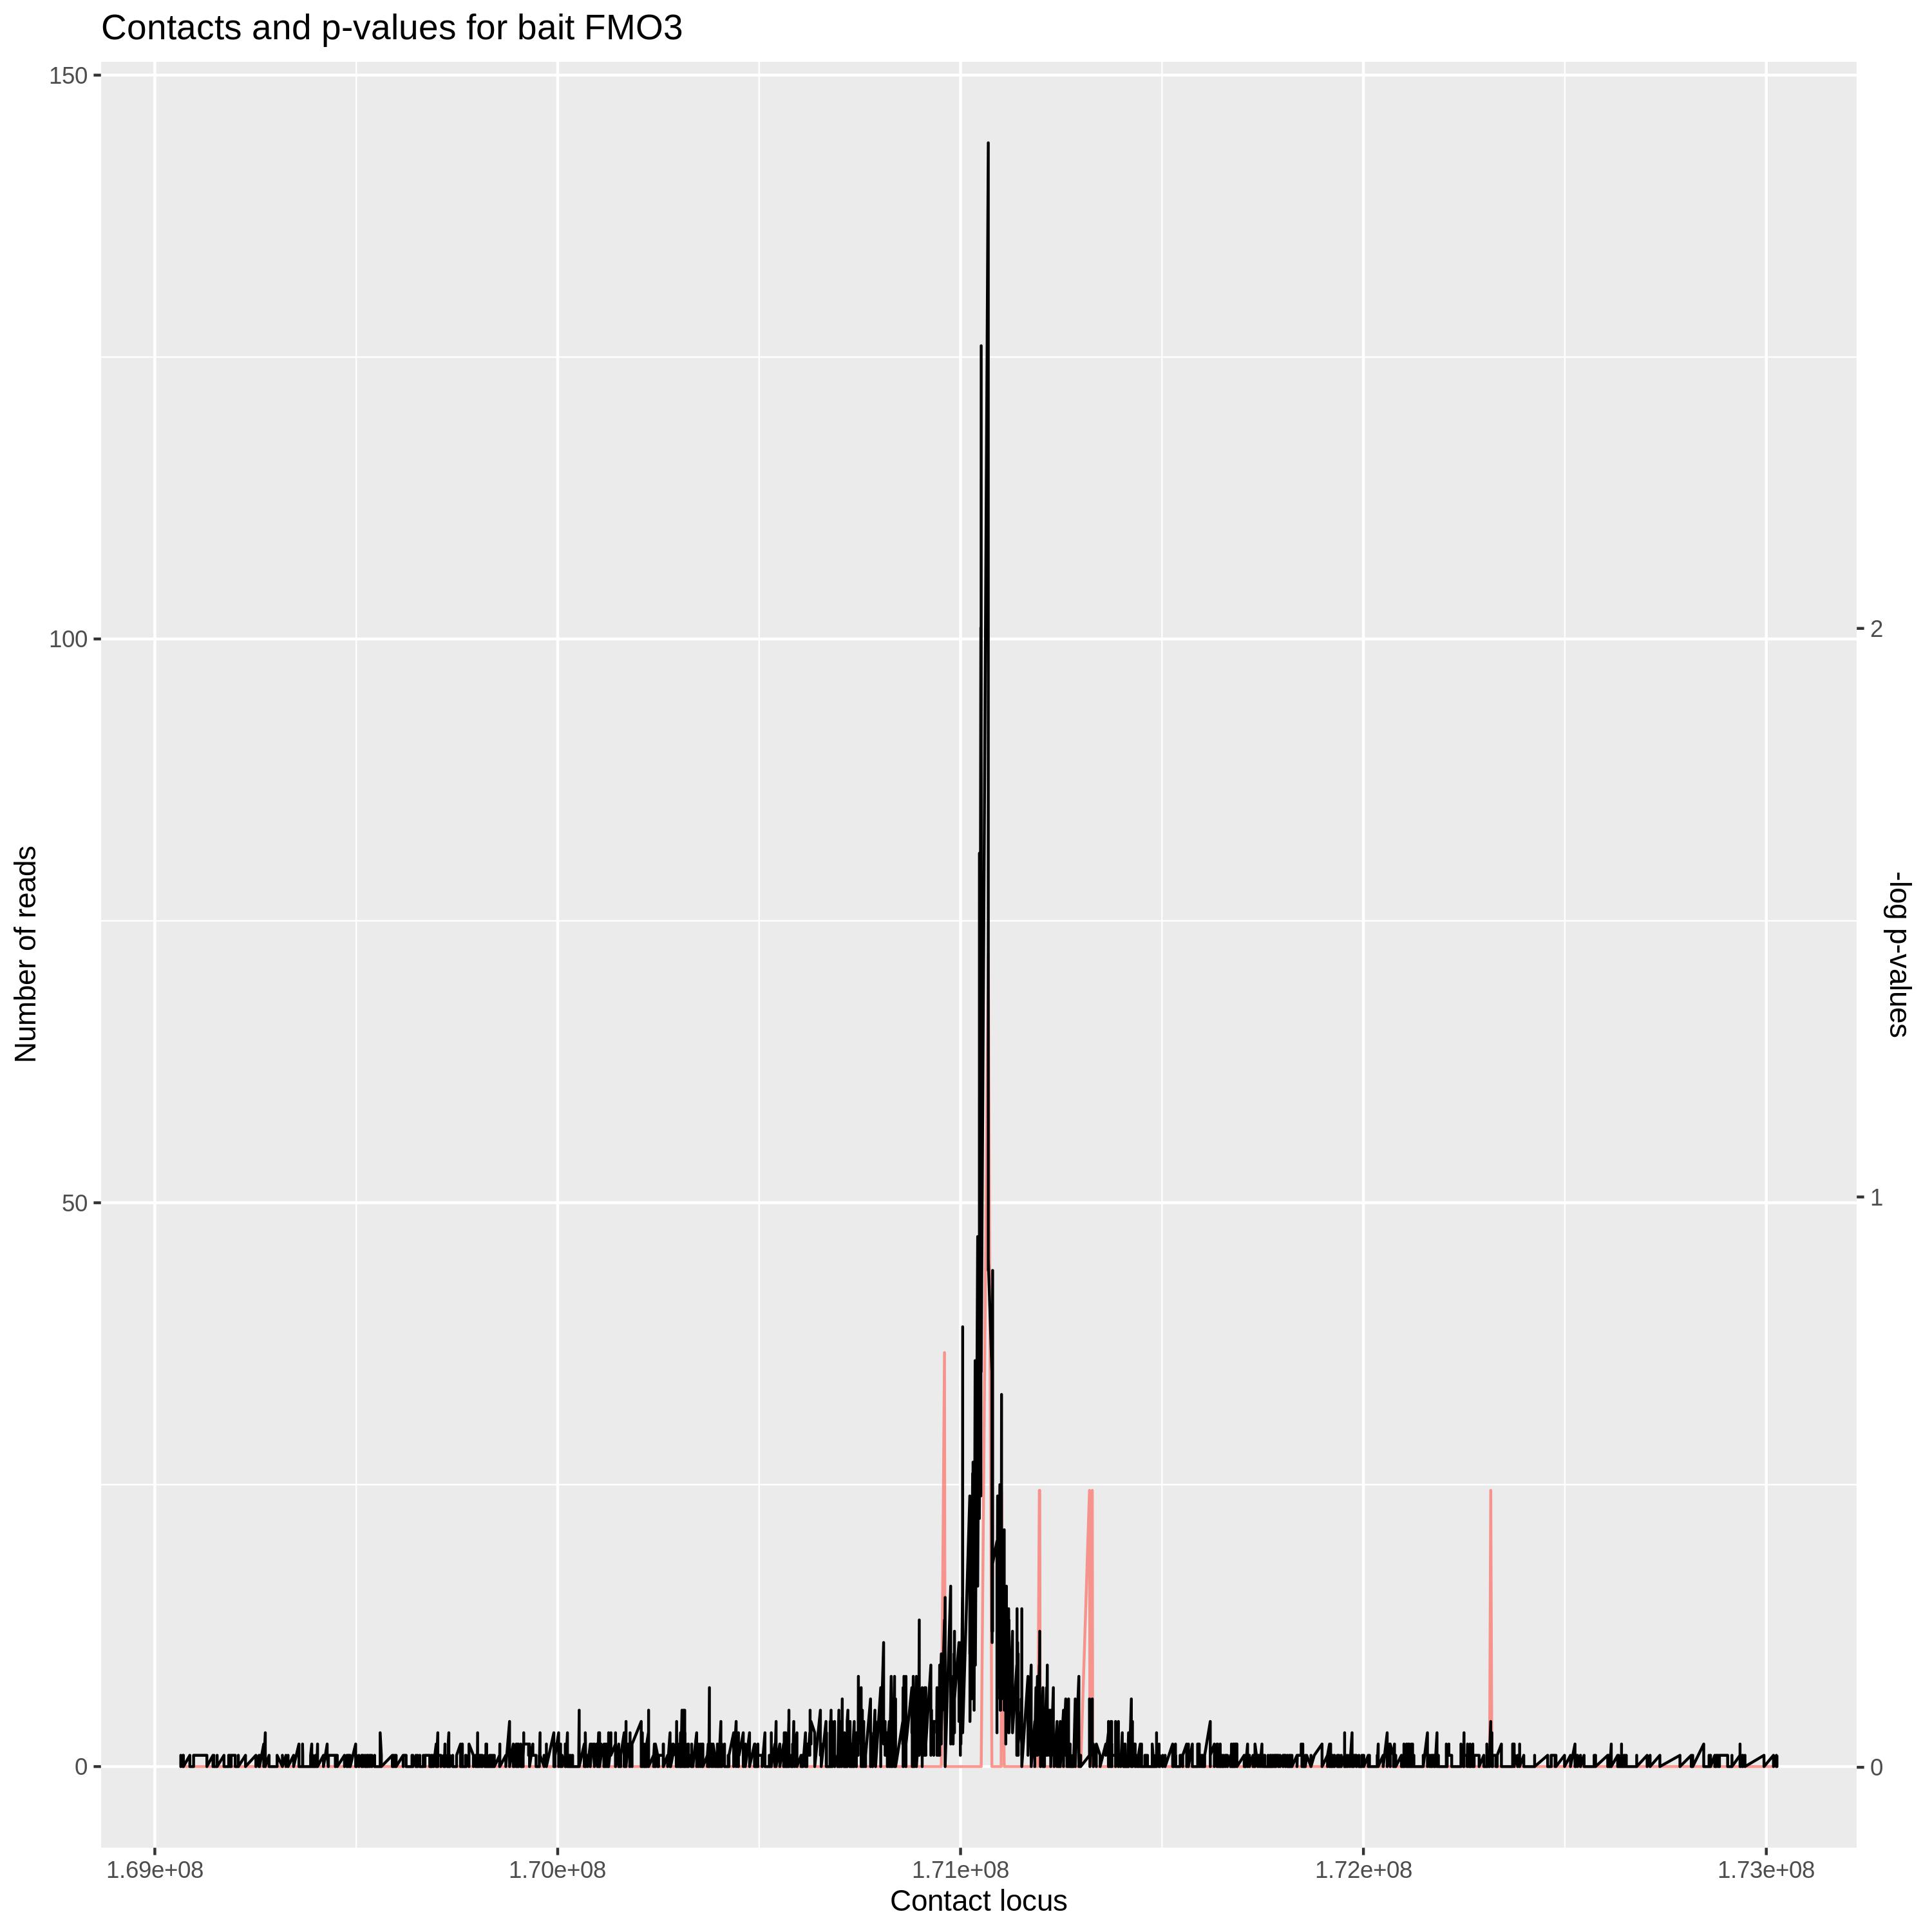 Contacts and p-values for bait FMO3
150
100
50
0
Number of reads
2
1
0
-log p-values
1.69e+08
1.70e+08
1.71e+08
1.72e+08
1.73e+08
Contact locus